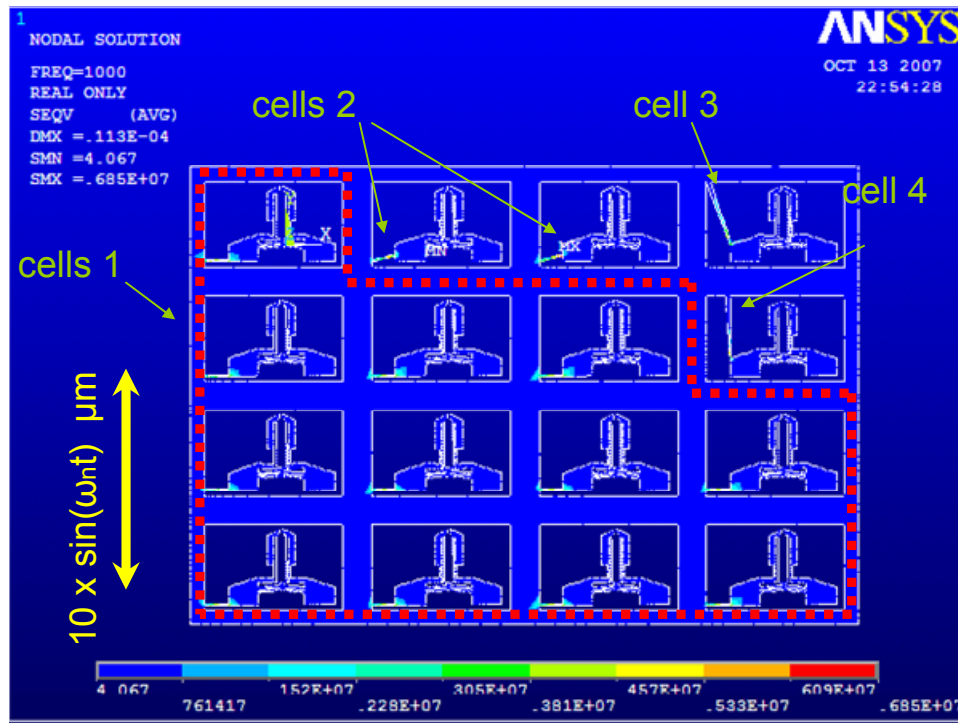 1
NODAL SOLUTION
FREQ=1000
REAL ONLY
SEQV (AVG)
DMX =.113E-04
SMN =4.067
SMX =.685E+07
ANSYS
OCT 13 2007
22:54:28
cells 2
cell 3
cell 4
cells 1
X
MN
MX
10 x sin(ωnt) μm
4.067 .152E+07 .305E+07 .457E+07 .609E+07
761417 .228E+07 .381E+07 .533E+07 .685E+07